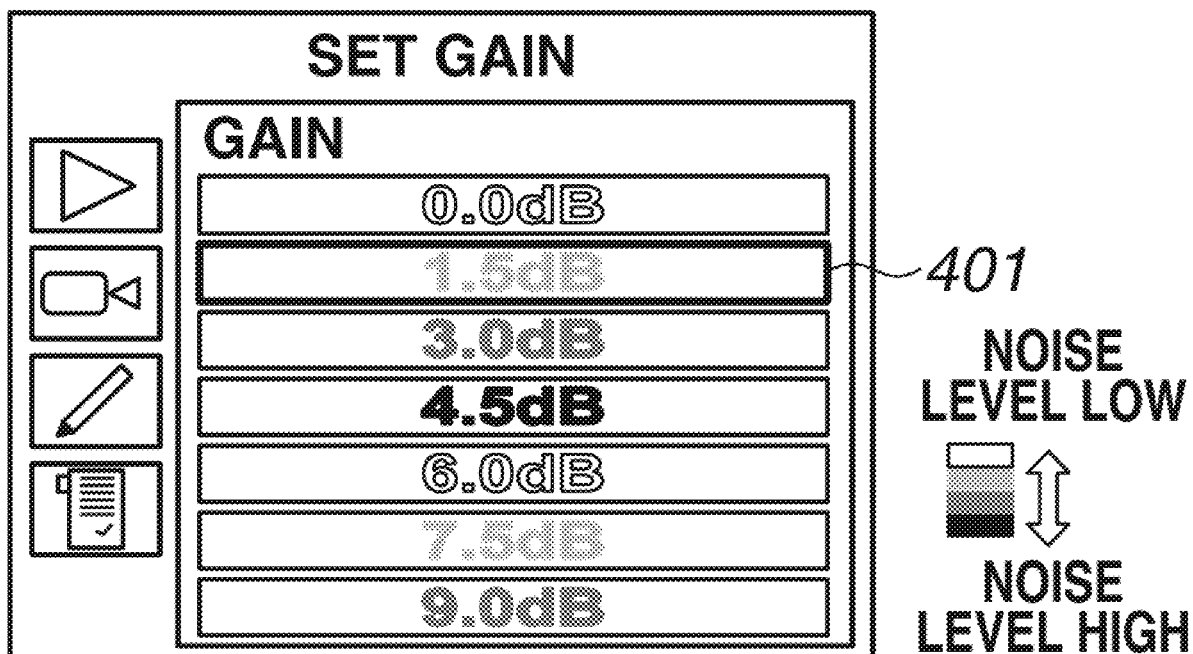 SET GAIN
GAIN
0.0dB
1.5dB
3.0dB
4.5dB
6.0dB
7.5dB
9.0dB
401
NOISE
LEVEL LOW
NOISE
LEVEL HIGH